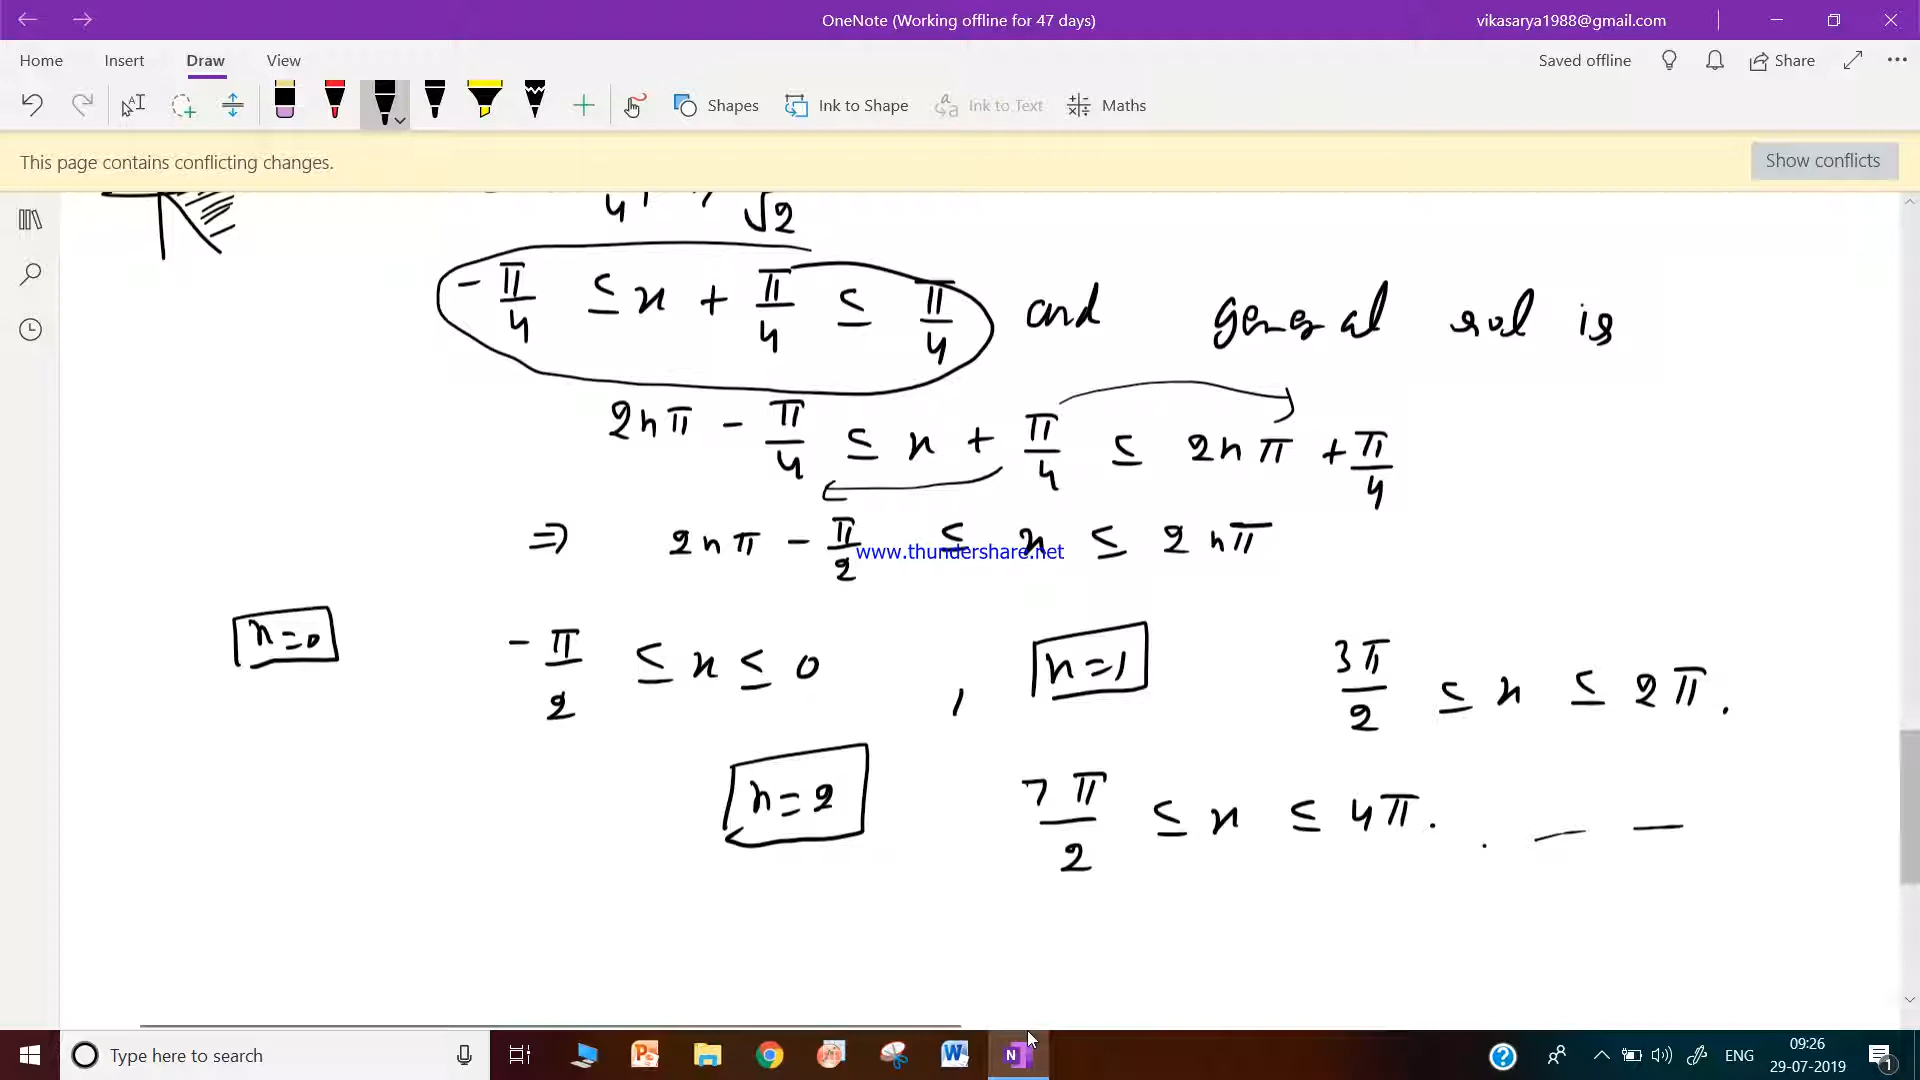 OneNote (Working offline for 47 days)
vikasarya1988@gmail.com
Home Insert Draw View
Saved offline Share
Shapes Ink to Shape Ink to Text Maths
This page contains conflicting changes. Show conflicts
4 √2
-π/4 ≤ x + π/4 ≤ π/4 and general sol is
2nπ - π/4 ≤ x + π/4 ≤ 2nπ + π/4
⇒ 2nπ - π/2 ≤ x ≤ 2nπ
www.thundershare.net
n=0 -π/2 ≤ x ≤ 0 , n=1 3π/2 ≤ x ≤ 2π.
n=2 7π/2 ≤ x ≤ 4π. . — —
Type here to search
ENG
09:26
29-07-2019
1